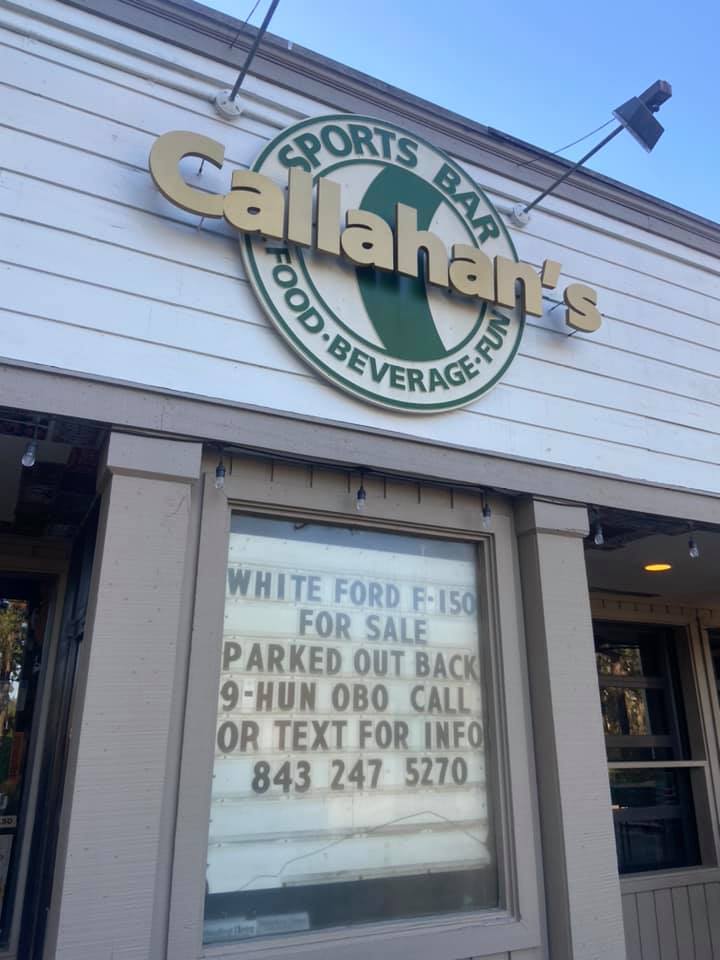 SPORTS BAR
Callahan's
FOOD · BEVERAGE · FUN
WHITE FORD F-150
FOR SALE
PARKED OUT BACK
9-HUN OBO CALL
OR TEXT FOR INFO
843 247 5270